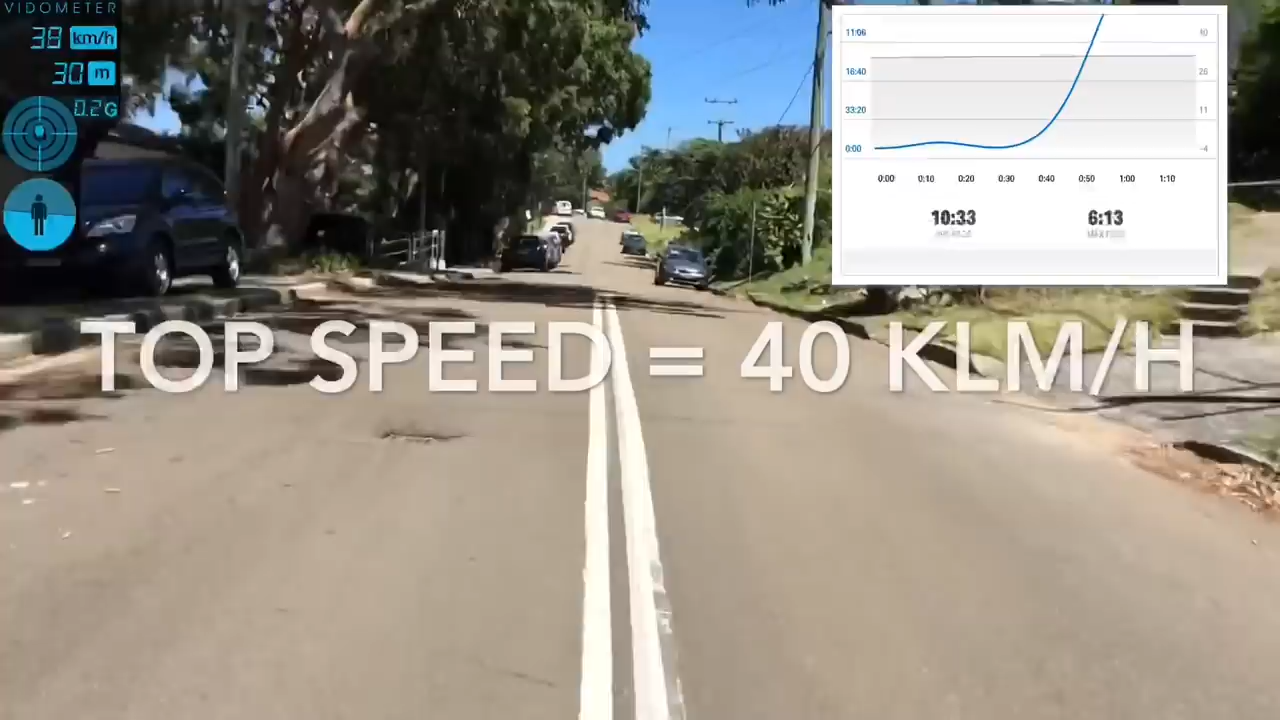 VIDOMETER
38 km/h
30 m
0.2G
11:06 40
16:40 26
33:20 11
0:00 -4
0:00 0:10 0:20 0:30 0:40 0:50 1:00 1:10
10:33 6:13
TOP SPEED = 40 KLM/H